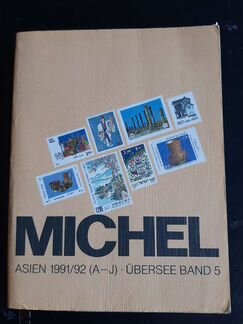 MICHEL
ASIEN 1991/92 (A–J) · ÜBERSEE BAND 5